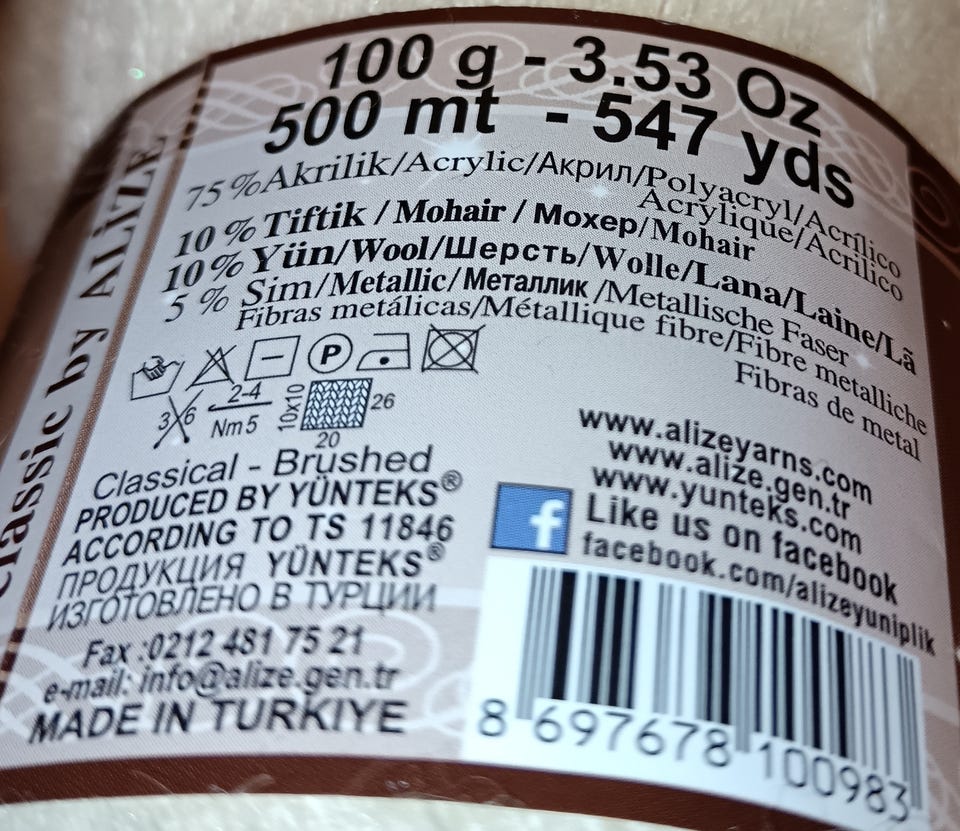 100 g - 3.53 Oz
500 mt - 547 yds
75 % Akrilik/Acrylic/Акрил/Polyacryl/Acrílico
Acrylique/Acrilico
10 % Tiftik / Mohair / Мохер/Mohair
10 % Yün/Wool/Шерсть/Wolle/Lana/Laine/Lã
5 % Sim/Metallic/Металлик/Metallische Faser
Fibras metálicas/Métallique fibre/Fibre metalliche
Fibras de metal
P
3 6
2-4
Nm 5
10x10
26
20
Classical - Brushed
PRODUCED BY YÜNTEKS®
ACCORDING TO TS 11846
ПРОДУКЦИЯ YÜNTEKS®
ИЗГОТОВЛЕНО В ТУРЦИИ
Fax :0212 481 75 21
e-mail: info@alize.gen.tr
MADE IN TURKIYE
www.alizeyarns.com
www.alize.gen.tr
www.yunteks.com
f
Like us on facebook
facebook.com/alizeyuniplik
8 697678 100983
classic by ALİZE